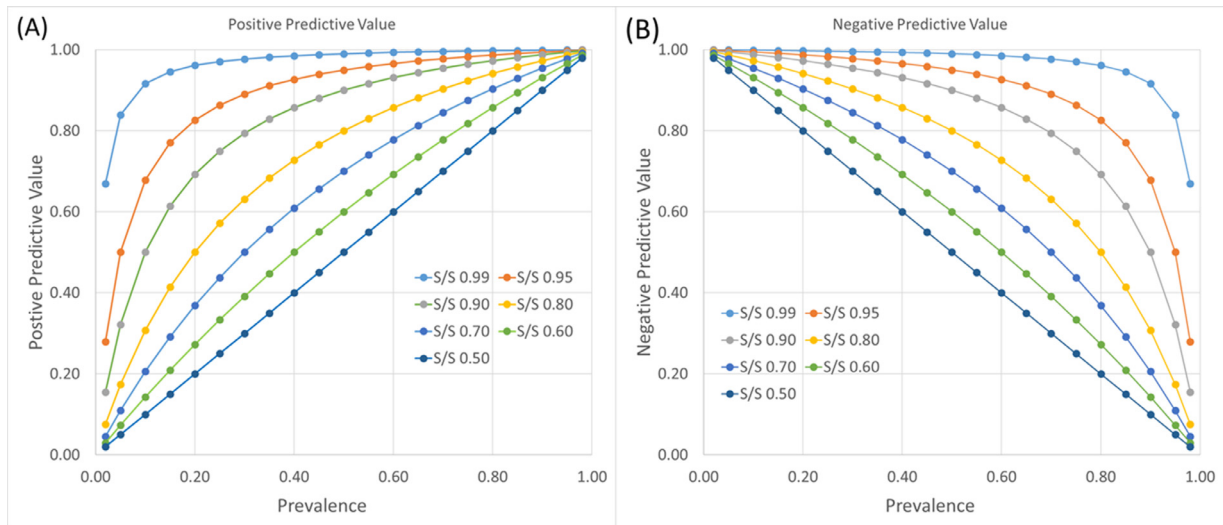 (A)
Positive Predictive Value
1.00
0.80
0.60
0.40
0.20
0.00
Postive Predictive Value
S/S 0.99 S/S 0.95
S/S 0.90 S/S 0.80
S/S 0.70 S/S 0.60
S/S 0.50
0.00 0.20 0.40 0.60 0.80 1.00
Prevalence
(B)
Negative Predictive Value
1.00
0.80
0.60
0.40
0.20
0.00
Negative Predictive Value
S/S 0.99 S/S 0.95
S/S 0.90 S/S 0.80
S/S 0.70 S/S 0.60
S/S 0.50
0.00 0.20 0.40 0.60 0.80 1.00
Prevalence